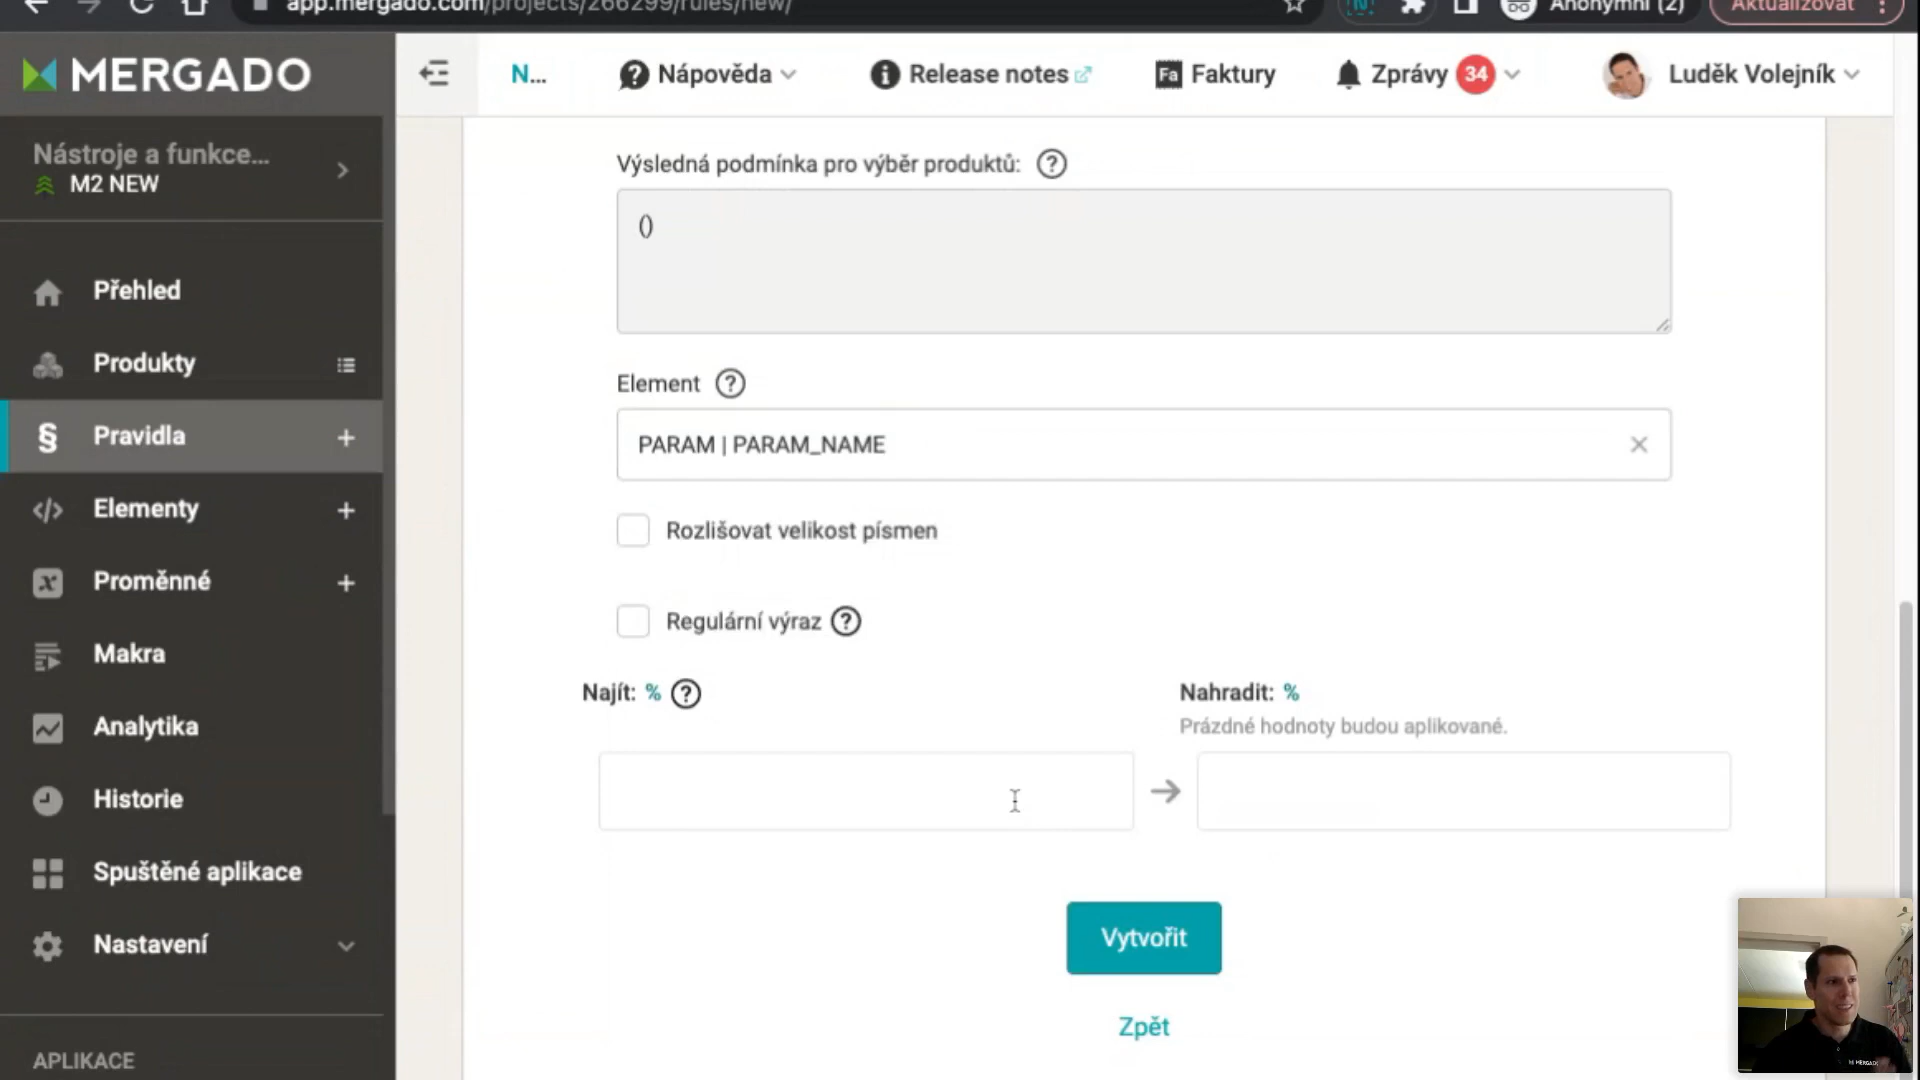 app.mergado.com/projects/266299/rules/new/
Anonymní (2)
Aktualizovat
MERGADO
N...
Nápověda
Release notes
Fa Faktury
Zprávy 34
Luděk Volejník
Nástroje a funkce...
M2 NEW
Přehled
Produkty
§ Pravidla +
Elementy +
Proměnné +
Makra
Analytika
Historie
Spuštěné aplikace
Nastavení
APLIKACE
Výsledná podmínka pro výběr produktů: ?
()
Element ?
PARAM | PARAM_NAME
Rozlišovat velikost písmen
Regulární výraz ?
Najít: % ?
Nahradit: %
Prázdné hodnoty budou aplikované.
Vytvořit
Zpět
MERGADO